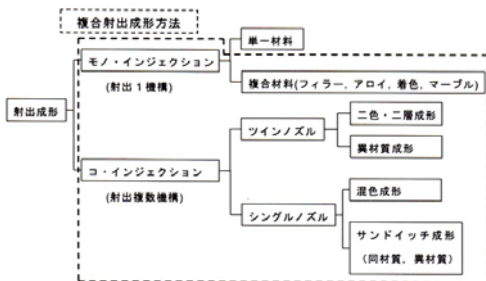 複合射出成形方法
単一材料
モノ・インジェクション
(射出1機構)
複合材料(フィラー, アロイ, 着色, マーブル)
射出成形
二色・二層成形
ツインノズル
異材質成形
コ・インジェクション
(射出複数機構)
混色成形
シングルノズル
サンドイッチ成形
(同材質, 異材質)